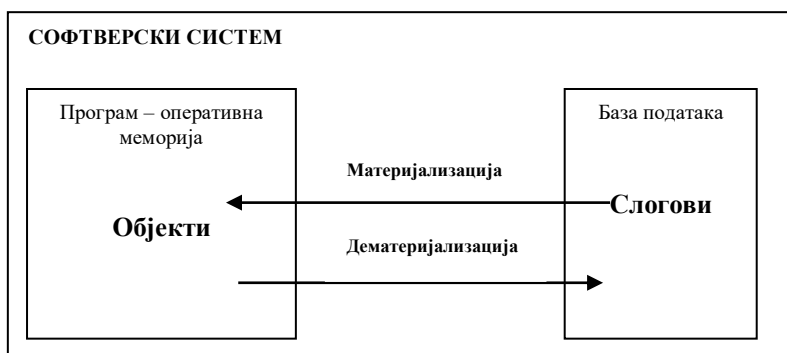 СОФТВЕРСКИ СИСТЕМ
Програм – оперативна
меморија
Објекти
Материјализација
Дематеријализација
База података
Слогови